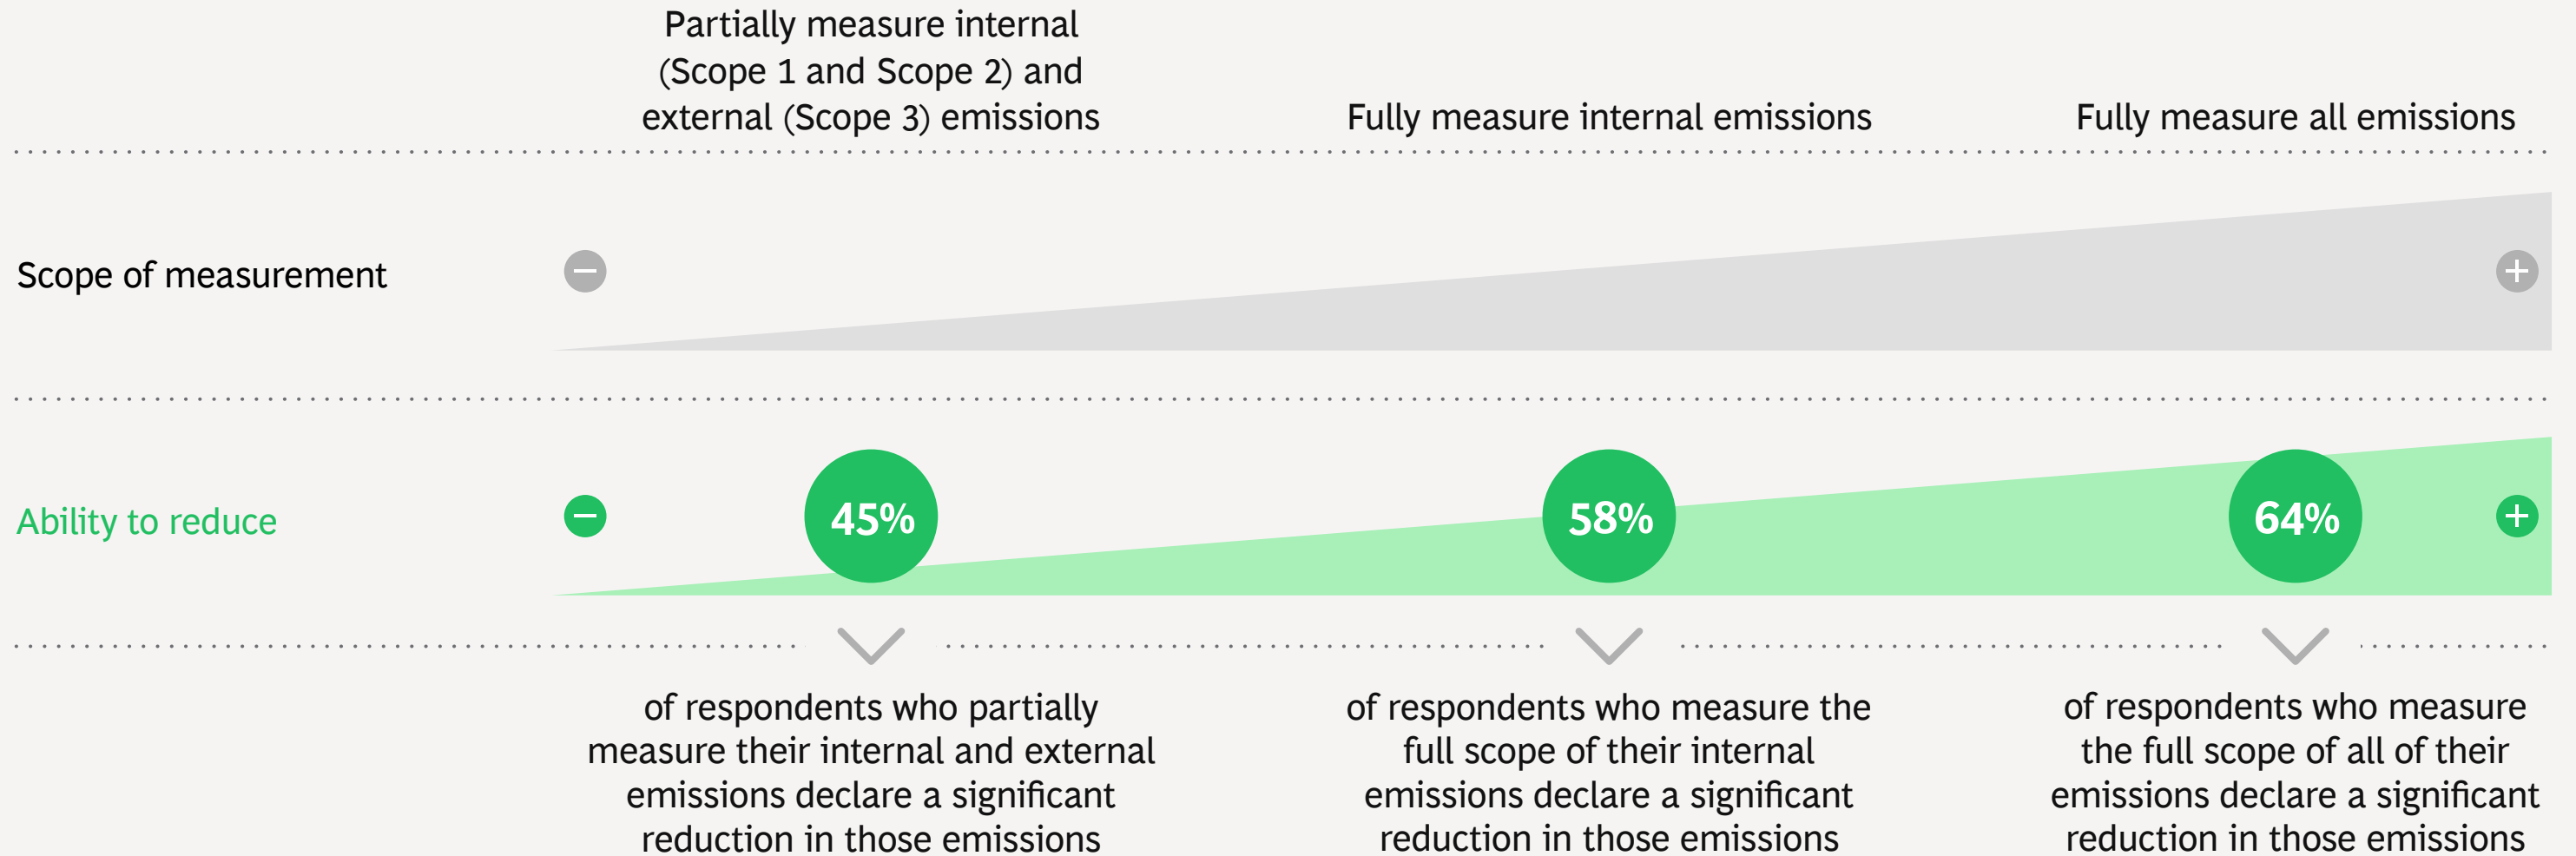 Partially measure internal
(Scope 1 and Scope 2) and
external (Scope 3) emissions
Fully measure internal emissions
Fully measure all emissions
Scope of measurement
−
+
Ability to reduce
−
45%
58%
64%
+
of respondents who partially
measure their internal and external
emissions declare a significant
reduction in those emissions
of respondents who measure the
full scope of their internal
emissions declare a significant
reduction in those emissions
of respondents who measure
the full scope of all of their
emissions declare a significant
reduction in those emissions